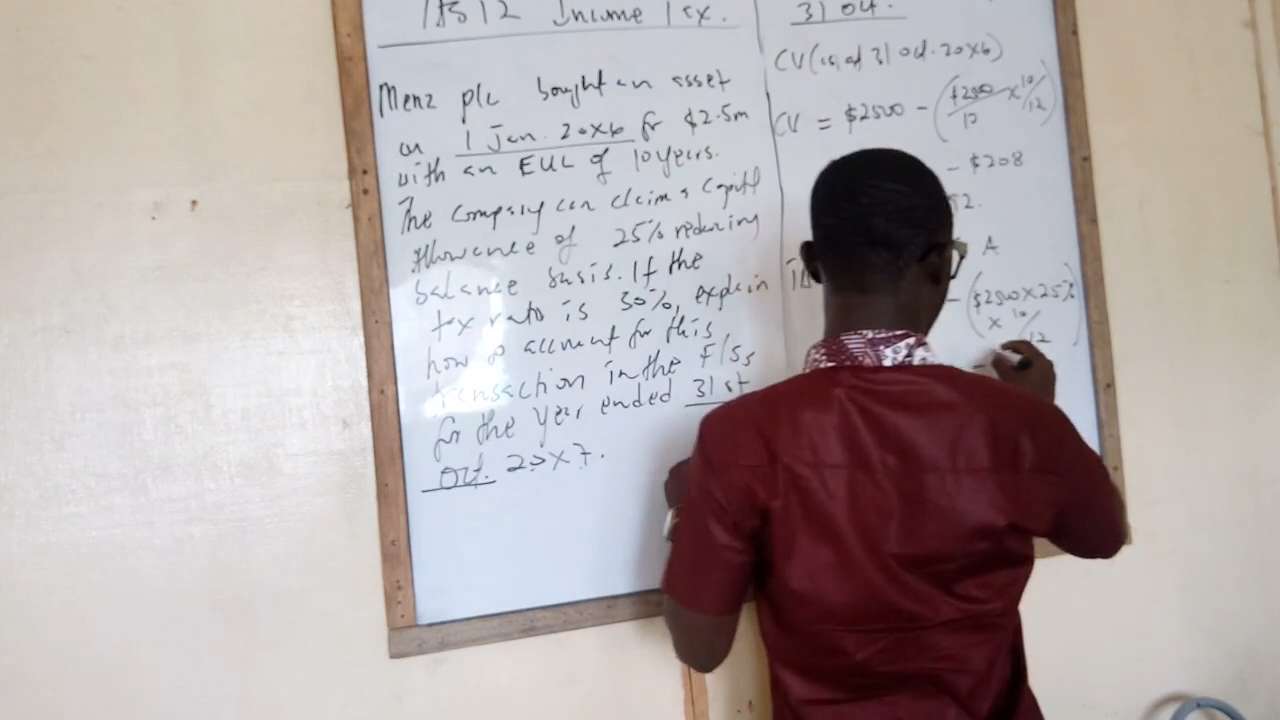 IAS 12 Income Tax.
Menz plc bought an asset
on 1 Jan. 20X6 for $2.5m
with an EUL of 10 years.
The company can claim a capital
allowance of 25% reducing
balance basis. If the
tax rate is 30%, explain
how to account for this
transaction in the F/Ss
for the year ended 31st
Oct. 20X7.
31 Oct.
CV (as at 31 Oct. 20X6)
CV = $2500 - ($2500/10 x 10/12)
- $208
52.
A
- ($2500 X 25%
x 10/12)
-